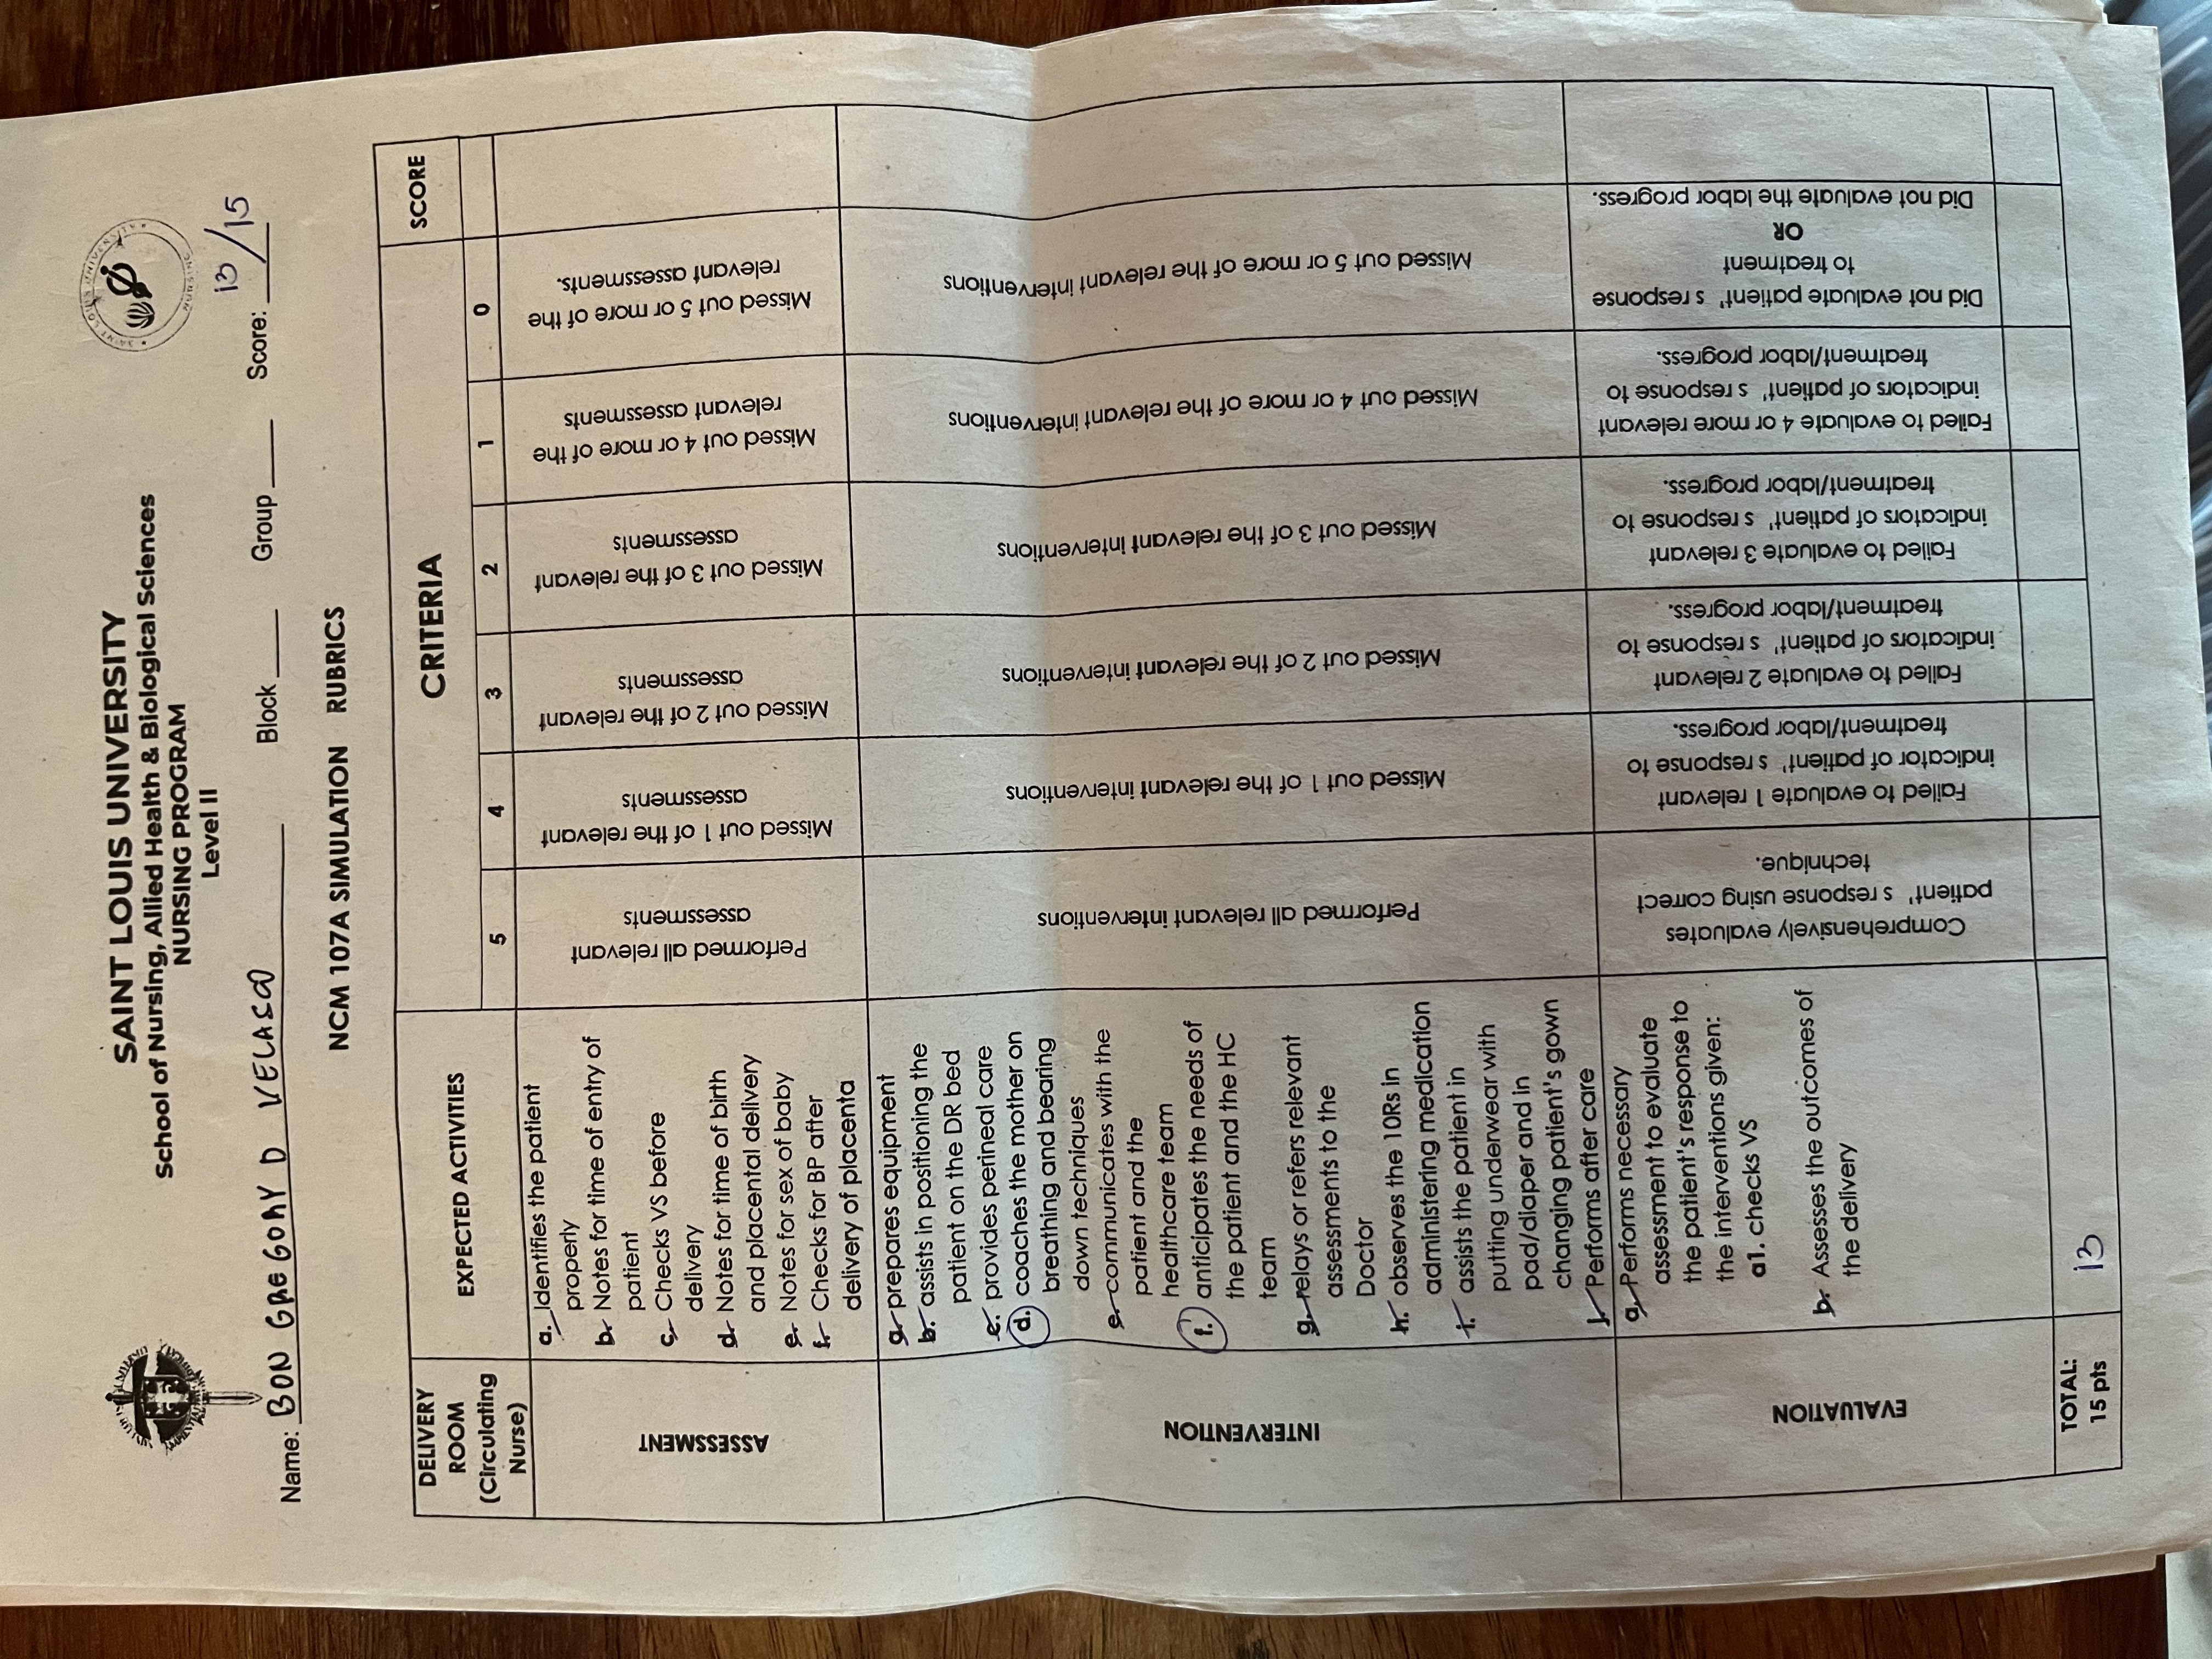 SAINT LOUIS UNIVERSITY
School of Nursing, Allied Health & Biological Sciences
NURSING PROGRAM
Level II
SAINT LOUIS UNIVERSITY
NURSING
Name: BON GREGORY D VELASCO
Block
Group
Score: 13/15
NCM 107A SIMULATION RUBRICS
DELIVERY
ROOM
(Circulating
Nurse)
EXPECTED ACTIVITIES
CRITERIA
SCORE
5
4
3
2
1
0
ASSESSMENT
a. Identifies the patient
properly
b. Notes for time of entry of
patient
c. Checks VS before
delivery
d. Notes for time of birth
and placental delivery
e. Notes for sex of baby
f. Checks for BP after
delivery of placenta
Performed all relevant
assessments
Missed out 1 of the relevant
assessments
Missed out 2 of the relevant
assessments
Missed out 3 of the relevant
assessments
Missed out 4 or more of the
relevant assessments
Missed out 5 or more of the
relevant assessments.
INTERVENTION
a. prepares equipment
b. assists in positioning the
patient on the DR bed
c. provides perineal care
d. coaches the mother on
breathing and bearing
down techniques
e. communicates with the
patient and the
healthcare team
f. anticipates the needs of
the patient and the HC
team
g. relays or refers relevant
assessments to the
Doctor
h. observes the 10Rs in
administering medication
i. assists the patient in
putting underwear with
pad/diaper and in
changing patient's gown
j. Performs after care
Performed all relevant interventions
Missed out 1 of the relevant interventions
Missed out 2 of the relevant interventions
Missed out 3 of the relevant interventions
Missed out 4 or more of the relevant interventions
Missed out 5 or more of the relevant interventions
EVALUATION
a. Performs necessary
assessment to evaluate
the patient's response to
the interventions given:
a1. checks VS
b. Assesses the outcomes of
the delivery
Comprehensively evaluates
patient' s response using correct
technique.
Failed to evaluate 1 relevant
indicator of patient' s response to
treatment/labor progress.
Failed to evaluate 2 relevant
indicators of patient' s response to
treatment/labor progress.
Failed to evaluate 3 relevant
indicators of patient' s response to
treatment/labor progress.
Failed to evaluate 4 or more relevant
indicators of patient' s response to
treatment/labor progress.
Did not evaluate patient' s response
to treatment
OR
Did not evaluate the labor progress.
TOTAL:
15 pts
13